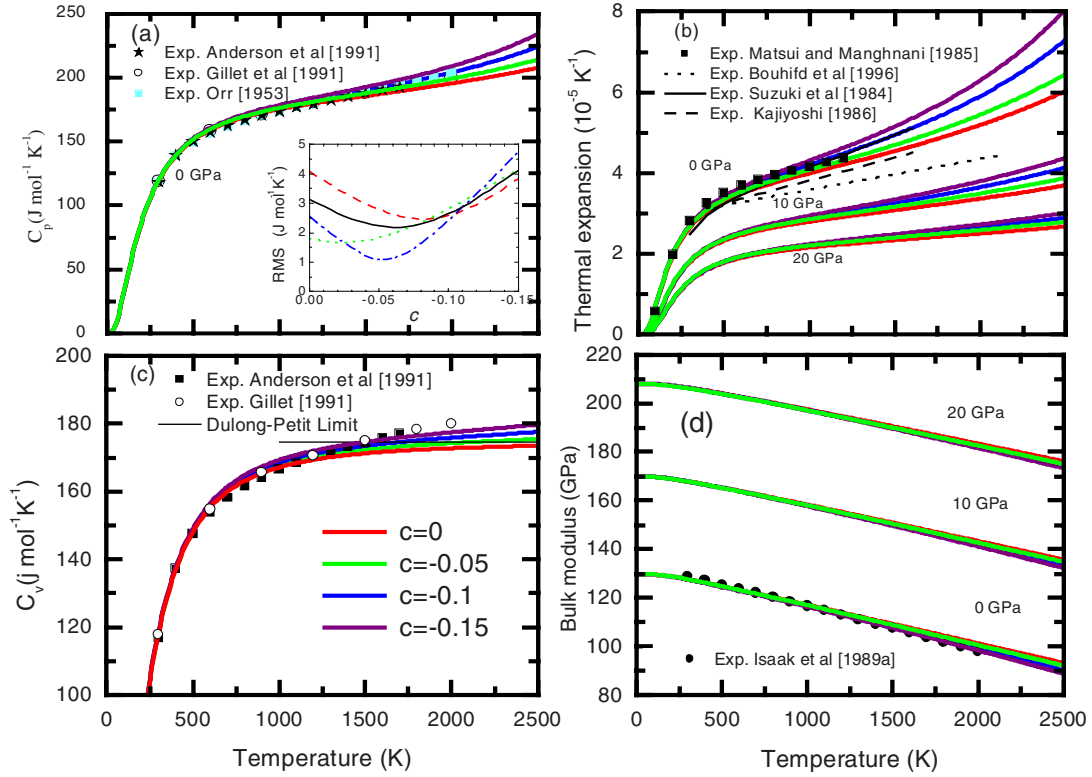 (a)
Exp. Anderson et al [1991]
Exp. Gillet et al [1991]
Exp. Orr [1953]
0 GPa
C_p (J mol⁻¹ K⁻¹)
250
200
150
100
50
0
RMS (J mol⁻¹K⁻¹)
5
4
3
2
1
0
0.00 -0.05 -0.10 -0.15
c
(b)
Exp. Matsui and Manghnani [1985]
Exp. Bouhifd et al [1996]
Exp. Suzuki et al [1984]
Exp. Kajiyoshi [1986]
0 GPa
10 GPa
20 GPa
Thermal expansion (10⁻⁵ K⁻¹)
8
6
4
2
0
(c)
Exp. Anderson et al [1991]
Exp. Gillet [1991]
Dulong-Petit Limit
c=0
c=-0.05
c=-0.1
c=-0.15
C_v (j mol⁻¹K⁻¹)
200
180
160
140
120
100
0 500 1000 1500 2000 2500
Temperature (K)
(d)
20 GPa
10 GPa
0 GPa
Exp. Isaak et al [1989a]
Bulk modulus (GPa)
220
200
180
160
140
120
100
80
0 500 1000 1500 2000 2500
Temperature (K)